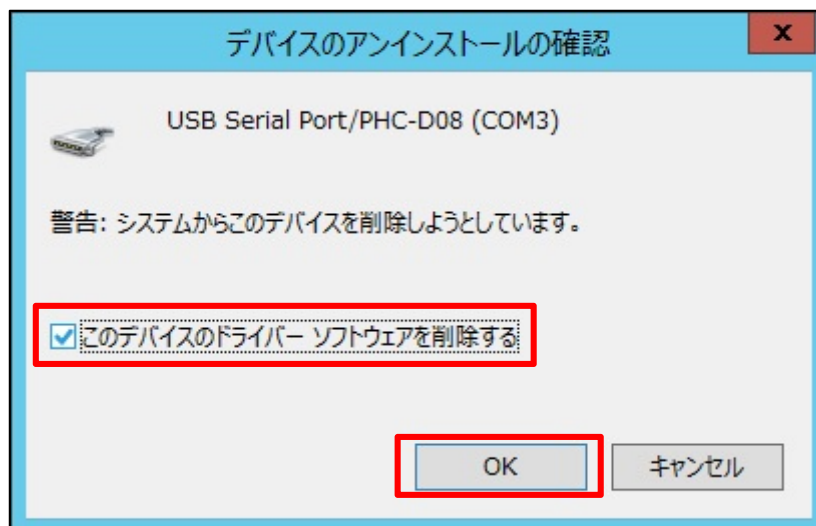 デバイスのアンインストールの確認
x
USB Serial Port/PHC-D08 (COM3)
警告: システムからこのデバイスを削除しようとしています。
このデバイスのドライバー ソフトウェアを削除する
OK
キャンセル